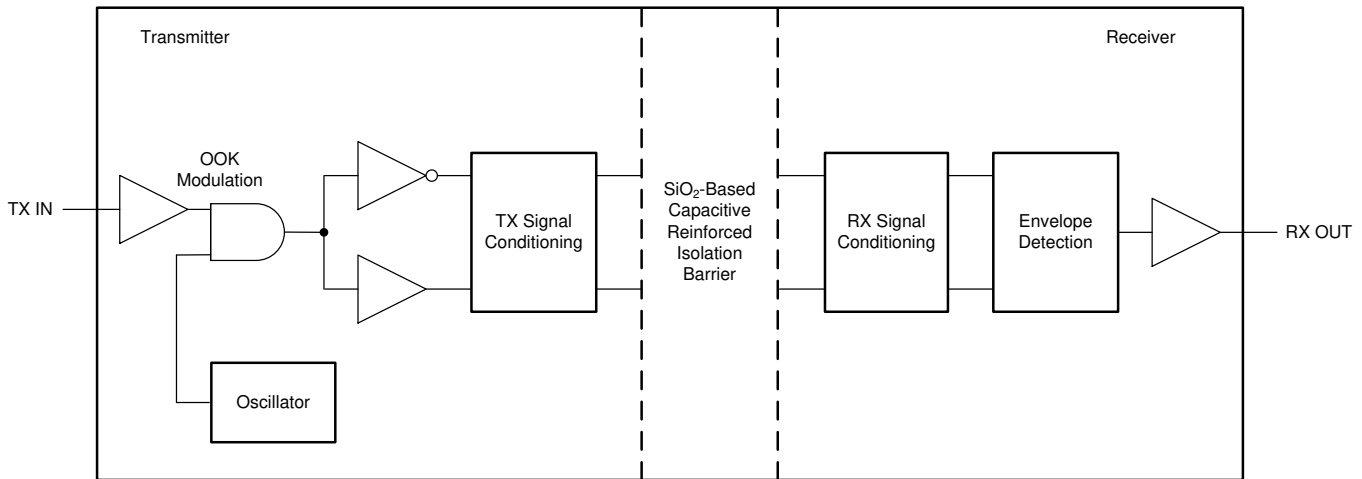 Transmitter
Receiver
OOK
Modulation
TX IN
TX Signal
Conditioning
SiO₂-Based
Capacitive
Reinforced
Isolation
Barrier
RX Signal
Conditioning
Envelope
Detection
RX OUT
Oscillator